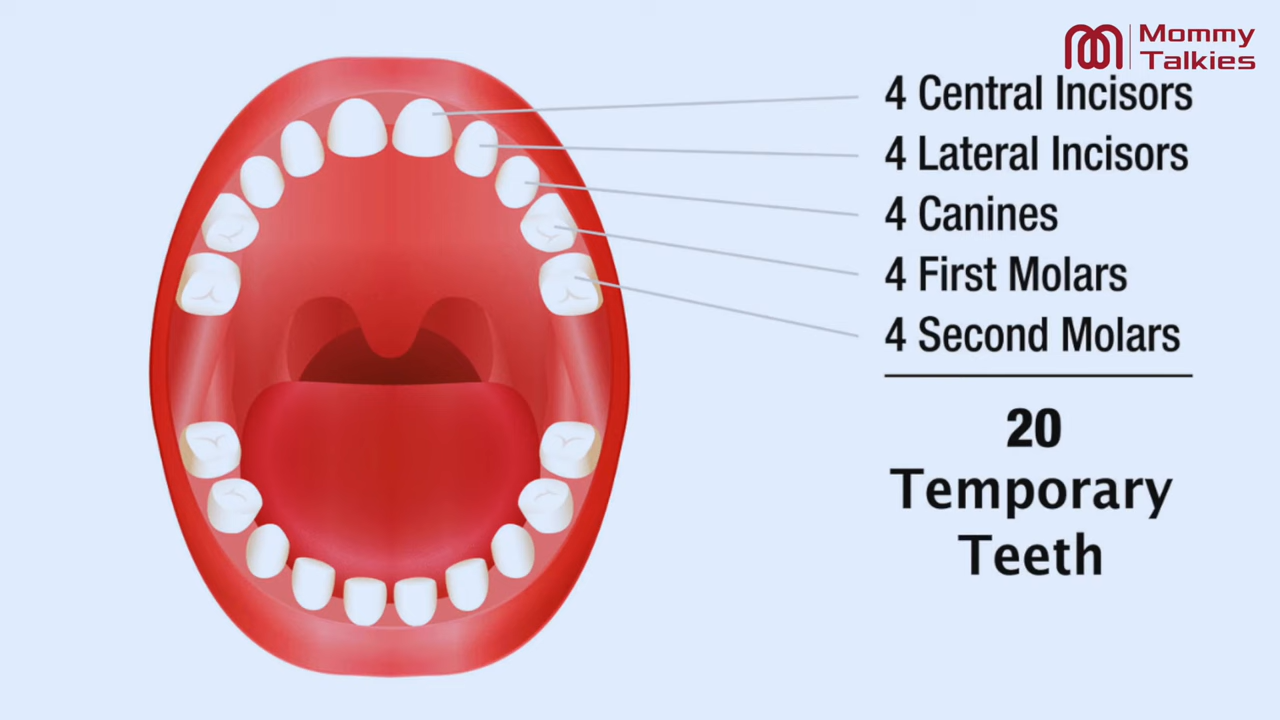 Mommy
Talkies
4 Central Incisors
4 Lateral Incisors
4 Canines
4 First Molars
4 Second Molars
20
Temporary
Teeth